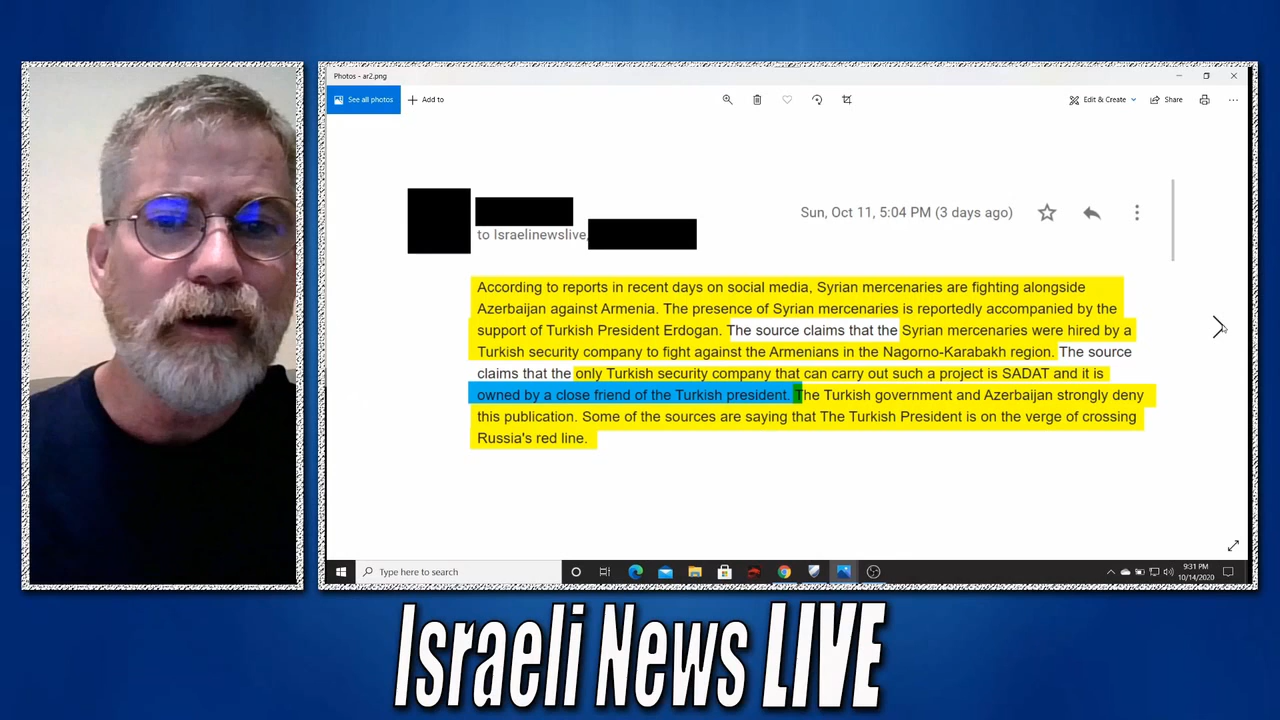 Photos - ar2.png
See all photos
Add to
Edit & Create
Share
Sun, Oct 11, 5:04 PM (3 days ago)
to Israelinewslive,
According to reports in recent days on social media, Syrian mercenaries are fighting alongside
Azerbaijan against Armenia. The presence of Syrian mercenaries is reportedly accompanied by the
support of Turkish President Erdogan. The source claims that the Syrian mercenaries were hired by a
Turkish security company to fight against the Armenians in the Nagorno-Karabakh region. The source
claims that the only Turkish security company that can carry out such a project is SADAT and it is
owned by a close friend of the Turkish president. The Turkish government and Azerbaijan strongly deny
this publication. Some of the sources are saying that The Turkish President is on the verge of crossing
Russia's red line.
Type here to search
9:31 PM
10/14/2020
Israeli News LIVE